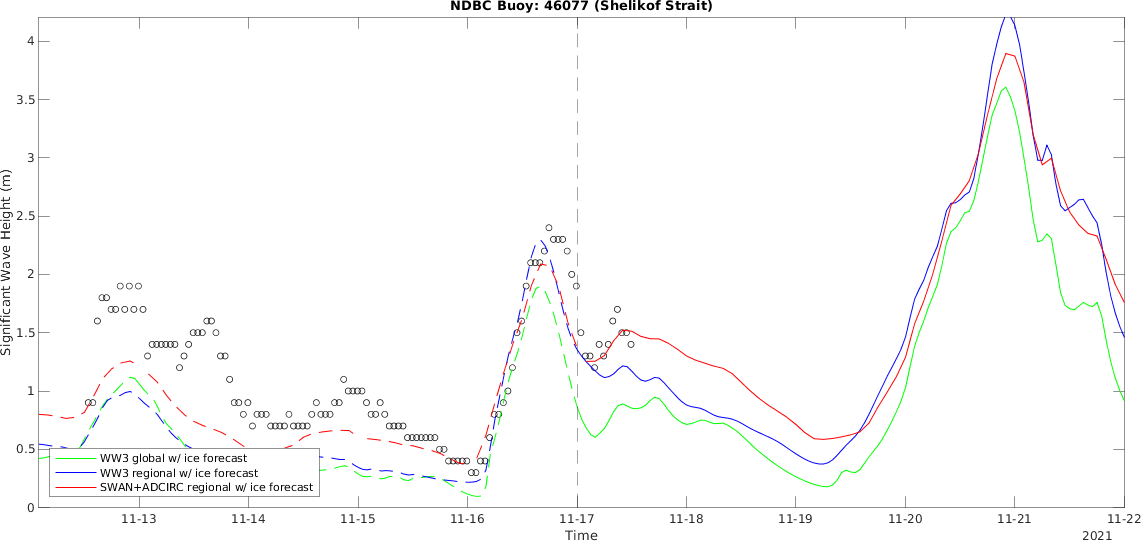 NDBC Buoy: 46077 (Shelikof Strait)
Significant Wave Height (m)
4
3.5
3
2.5
2
1.5
1
0.5
0
WW3 global w/ ice forecast
WW3 regional w/ ice forecast
SWAN+ADCIRC regional w/ ice forecast
11-13 11-14 11-15 11-16 11-17 11-18 11-19 11-20 11-21 11-22
Time
2021